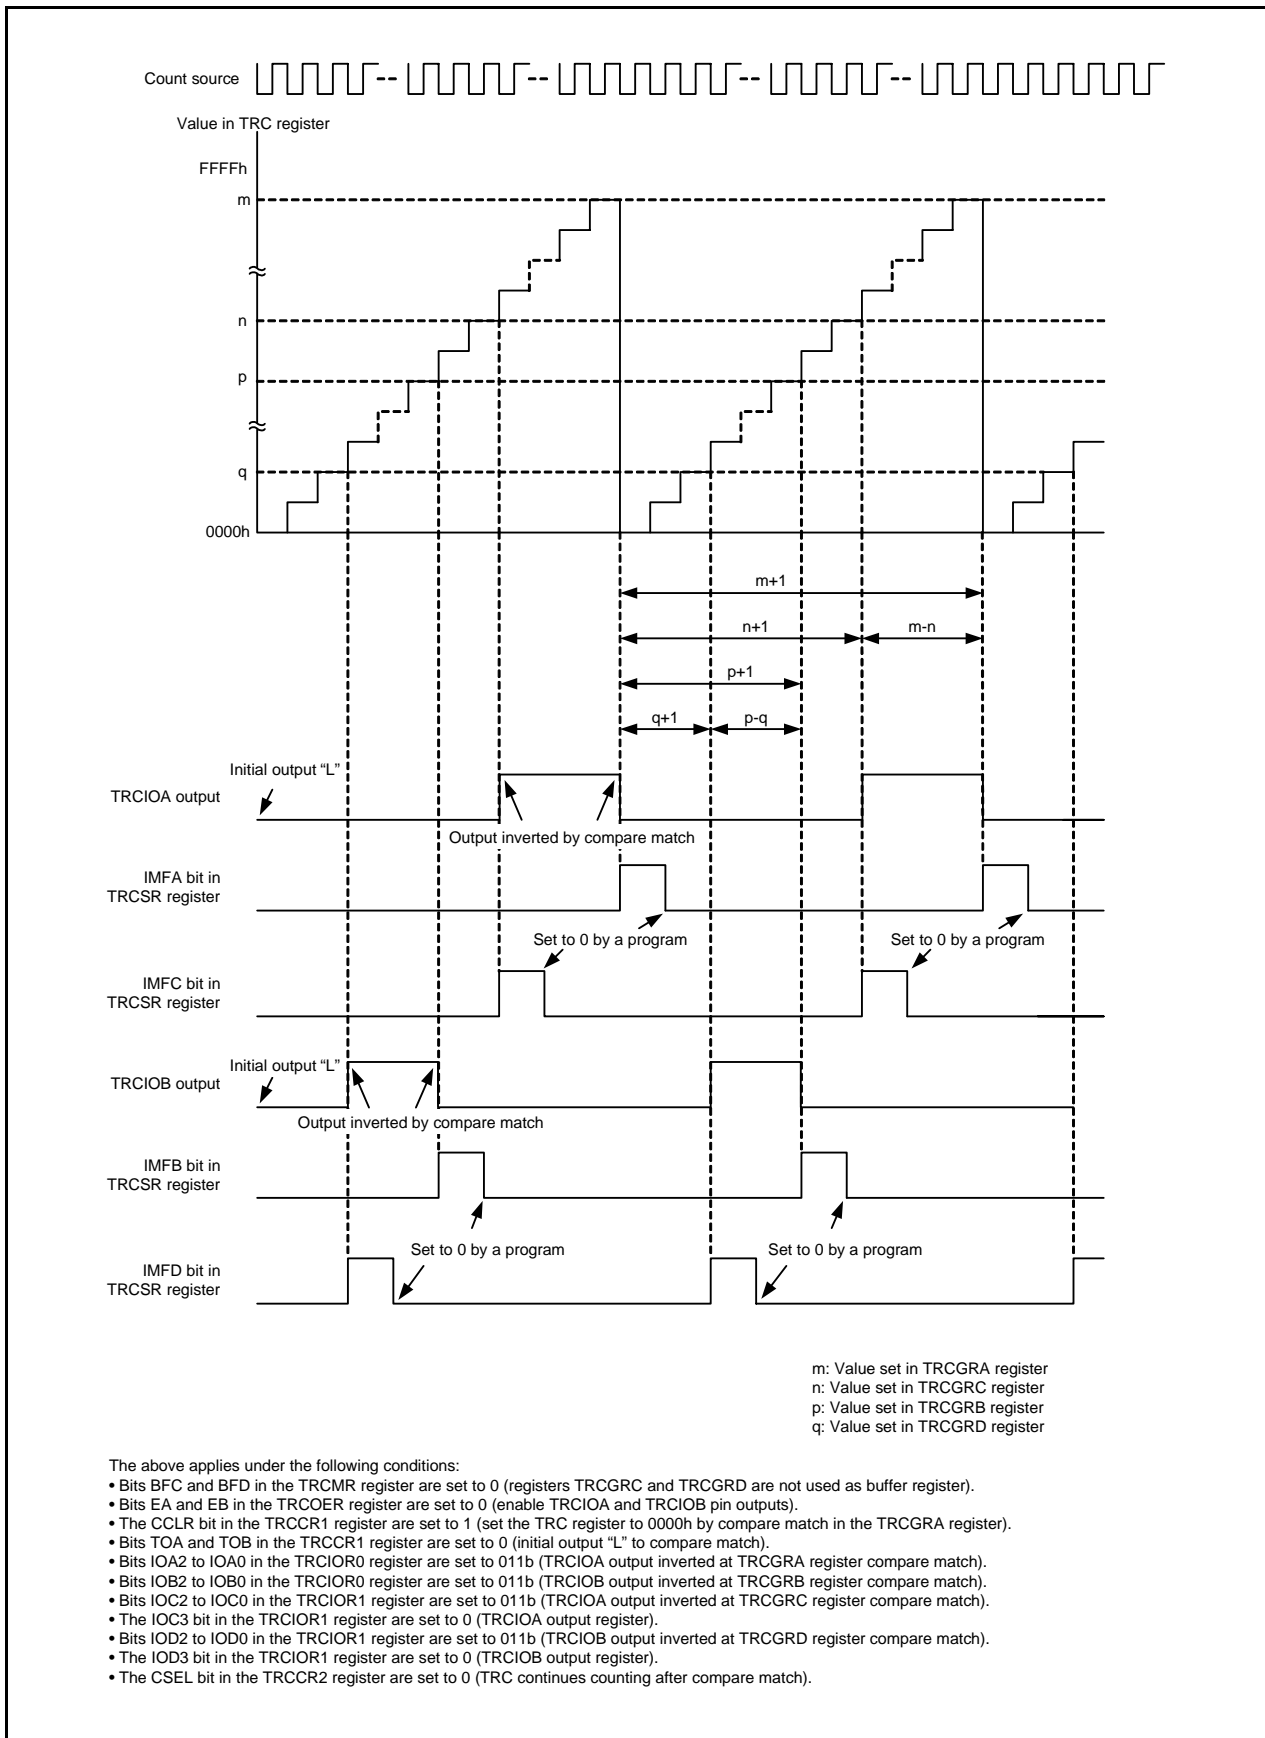 Count source
Value in TRC register
FFFFh
m
n
p
q
0000h
m+1
n+1
m-n
p+1
q+1
p-q
Initial output “L”
TRCIOA output
Output inverted by compare match
IMFA bit in
TRCSR register
Set to 0 by a program
Set to 0 by a program
IMFC bit in
TRCSR register
Initial output “L”
TRCIOB output
Output inverted by compare match
IMFB bit in
TRCSR register
Set to 0 by a program
Set to 0 by a program
IMFD bit in
TRCSR register
m: Value set in TRCGRA register
n: Value set in TRCGRC register
p: Value set in TRCGRB register
q: Value set in TRCGRD register
The above applies under the following conditions:
• Bits BFC and BFD in the TRCMR register are set to 0 (registers TRCGRC and TRCGRD are not used as buffer register).
• Bits EA and EB in the TRCOER register are set to 0 (enable TRCIOA and TRCIOB pin outputs).
• The CCLR bit in the TRCCR1 register are set to 1 (set the TRC register to 0000h by compare match in the TRCGRA register).
• Bits TOA and TOB in the TRCCR1 register are set to 0 (initial output “L” to compare match).
• Bits IOA2 to IOA0 in the TRCIOR0 register are set to 011b (TRCIOA output inverted at TRCGRA register compare match).
• Bits IOB2 to IOB0 in the TRCIOR0 register are set to 011b (TRCIOB output inverted at TRCGRB register compare match).
• Bits IOC2 to IOC0 in the TRCIOR1 register are set to 011b (TRCIOA output inverted at TRCGRC register compare match).
• The IOC3 bit in the TRCIOR1 register are set to 0 (TRCIOA output register).
• Bits IOD2 to IOD0 in the TRCIOR1 register are set to 011b (TRCIOB output inverted at TRCGRD register compare match).
• The IOD3 bit in the TRCIOR1 register are set to 0 (TRCIOB output register).
• The CSEL bit in the TRCCR2 register are set to 0 (TRC continues counting after compare match).